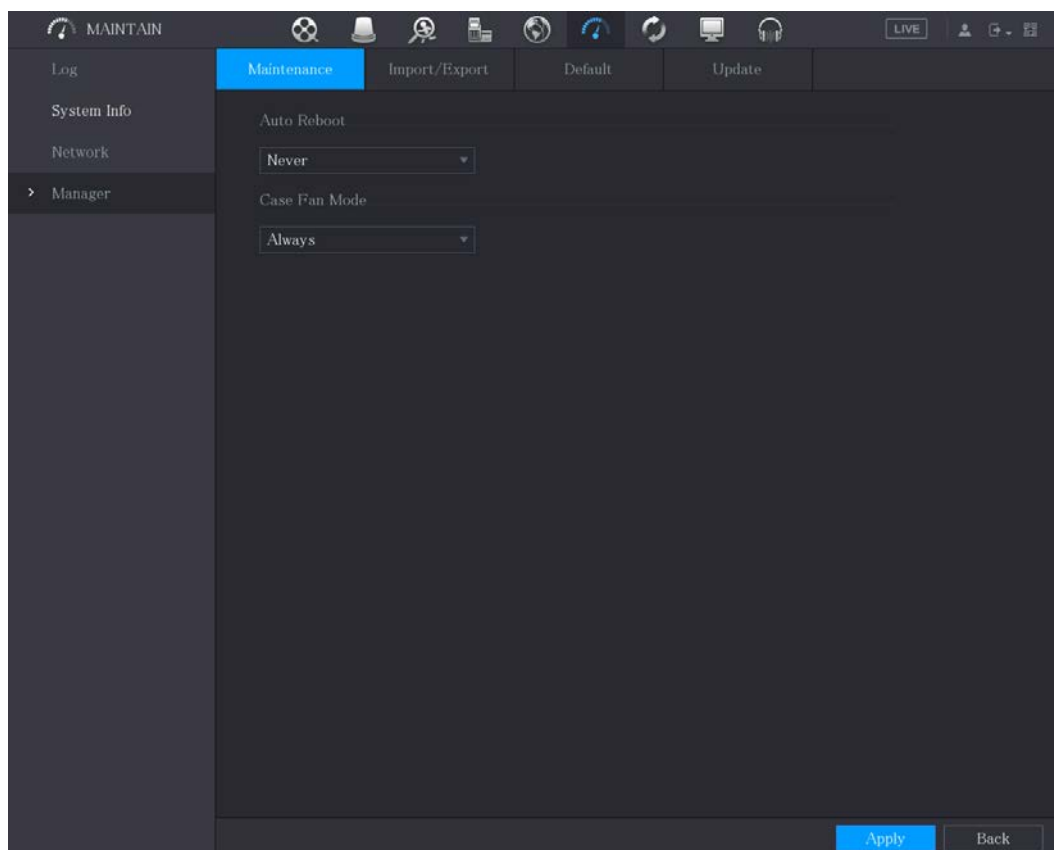 MAINTAIN
LIVE
Log
Maintenance Import/Export Default Update
System Info
Auto Reboot
Network
Never
Manager
Case Fan Mode
Always
Apply Back